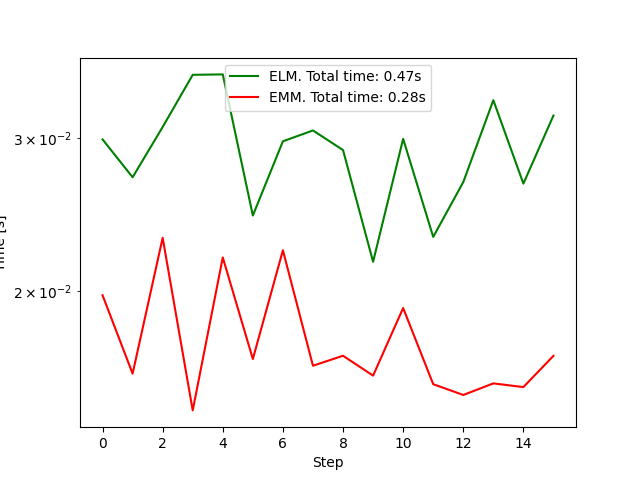 ELM. Total time: 0.47s
EMM. Total time: 0.28s
3 × 10⁻²
2 × 10⁻²
0 2 4 6 8 10 12 14
Step